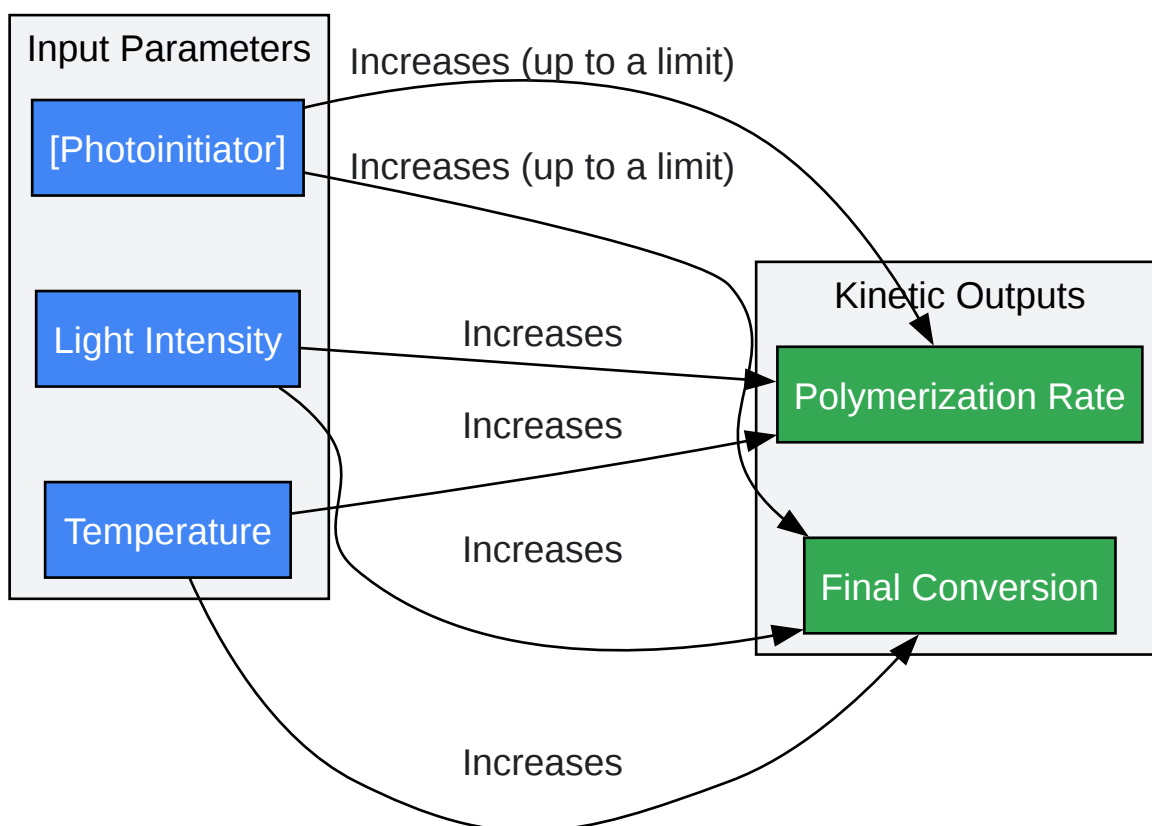 Input Parameters
Increases (up to a limit)
[Photoinitiator]
Increases (up to a limit)
Kinetic Outputs
Light Intensity
Increases
Polymerization Rate
Increases
Temperature
Increases
Final Conversion
Increases